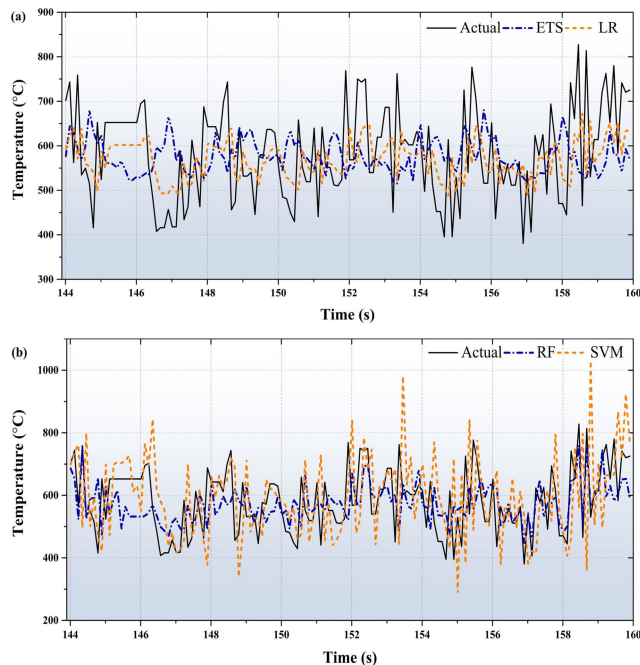 (a)
Actual ETS LR
900
800
700
600
500
400
300
Temperature (°C)
144 146 148 150 152 154 156 158 160
Time (s)
(b)
Actual RF SVM
1000
800
600
400
200
Temperature (°C)
144 146 148 150 152 154 156 158 160
Time (s)